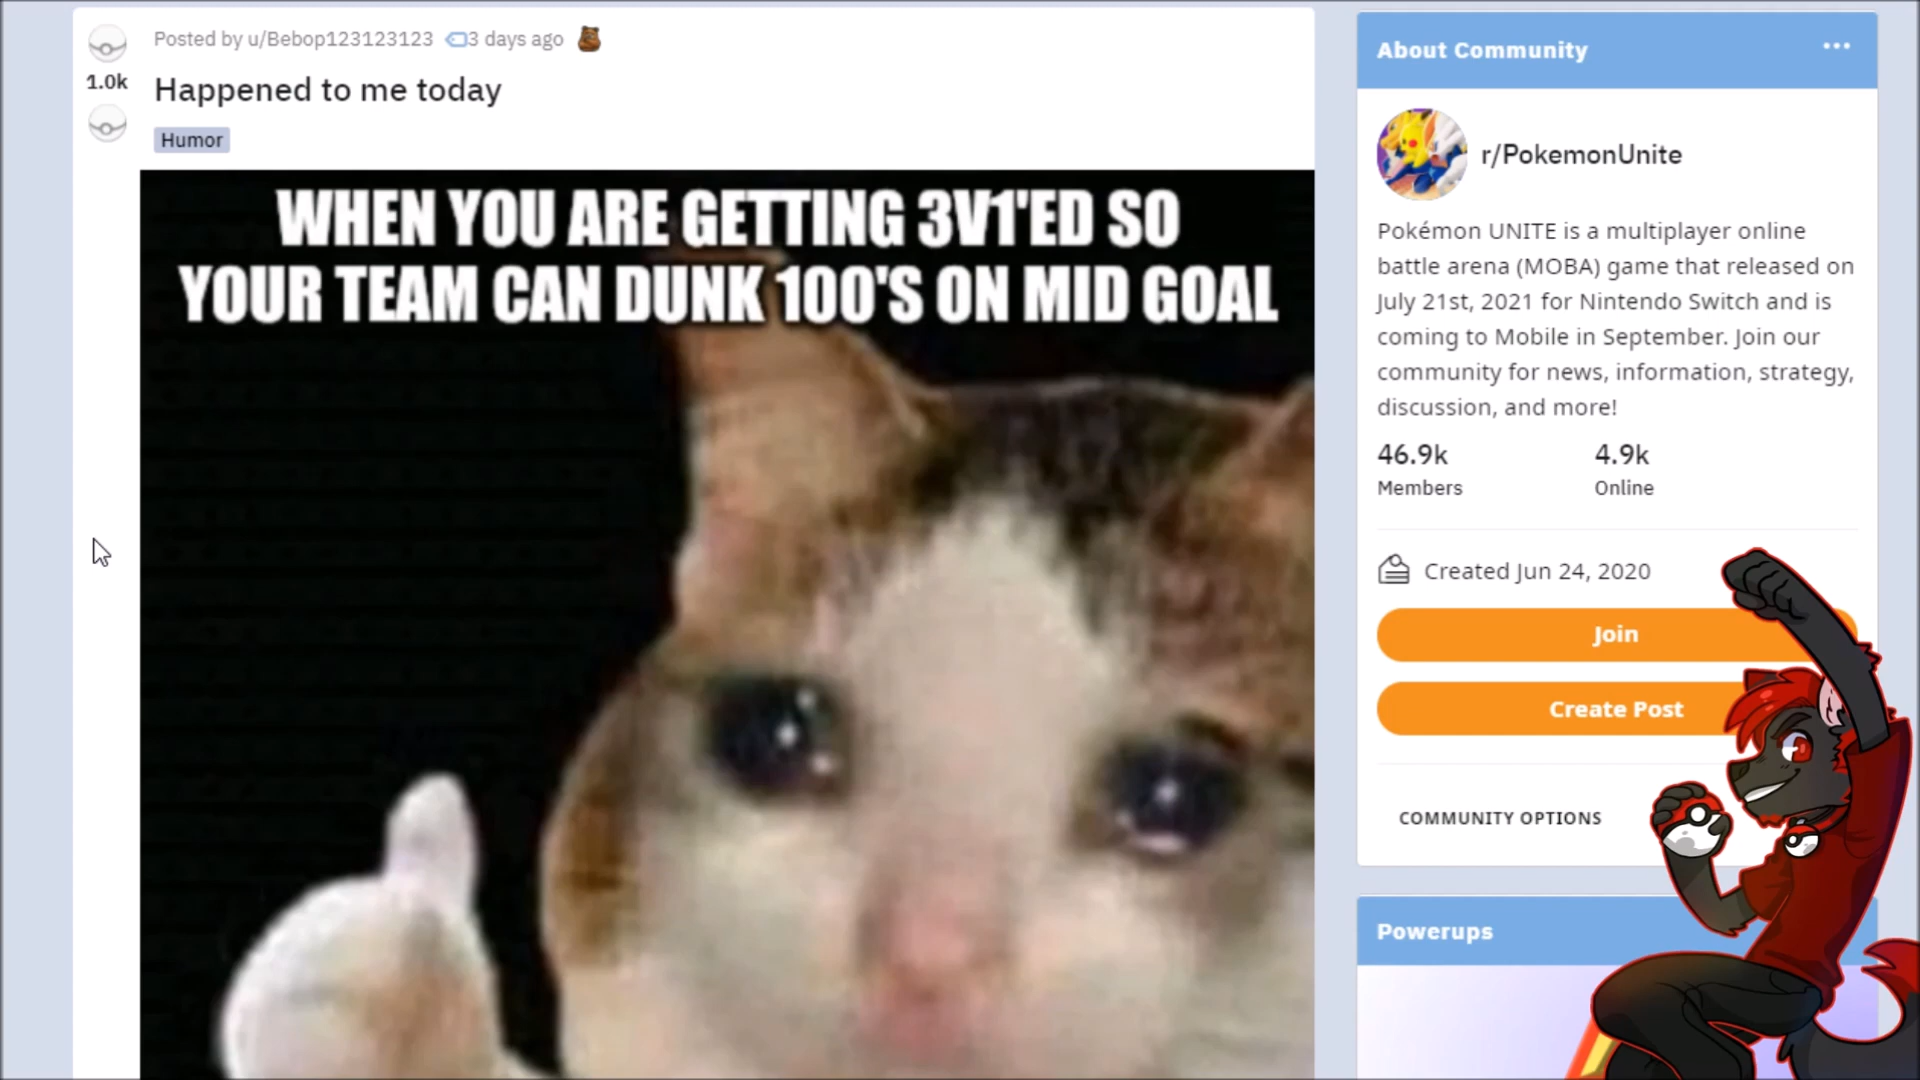 Posted by u/Bebop123123123 3 days ago
1.0k
Happened to me today
Humor
WHEN YOU ARE GETTING 3V1'ED SO
YOUR TEAM CAN DUNK 100'S ON MID GOAL
About Community
r/PokemonUnite
Pokémon UNITE is a multiplayer online
battle arena (MOBA) game that released on
July 21st, 2021 for Nintendo Switch and is
coming to Mobile in September. Join our
community for news, information, strategy,
discussion, and more!
46.9k 4.9k
Members Online
Created Jun 24, 2020
Join
Create Post
COMMUNITY OPTIONS
Powerups